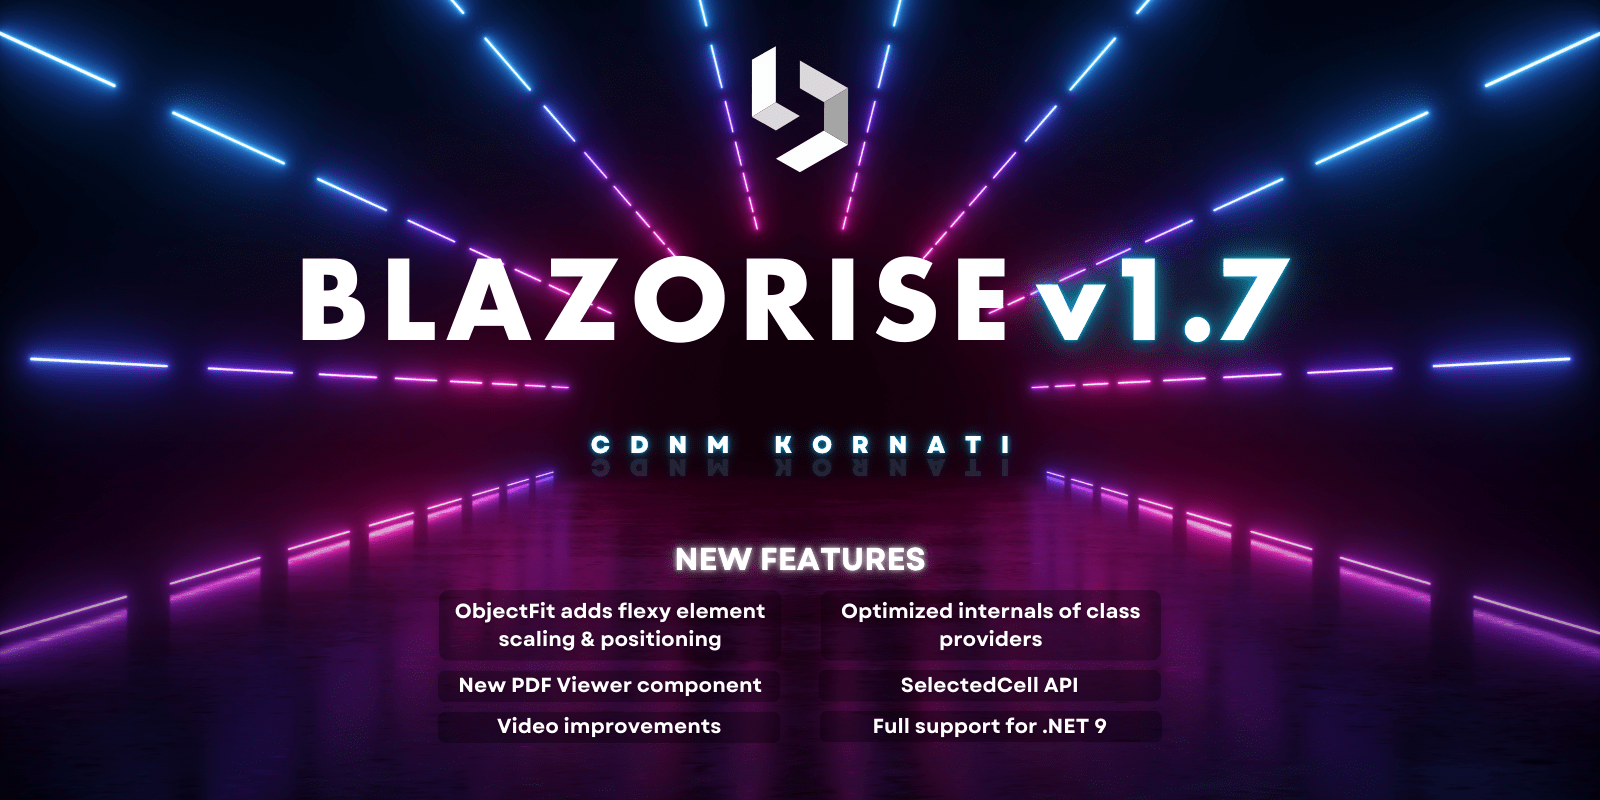 BLAZORISE v1.7
CDNM KORNATI
NEW FEATURES
ObjectFit adds flexy element
scaling & positioning
Optimized internals of class
providers
New PDF Viewer component
SelectedCell API
Video improvements
Full support for .NET 9